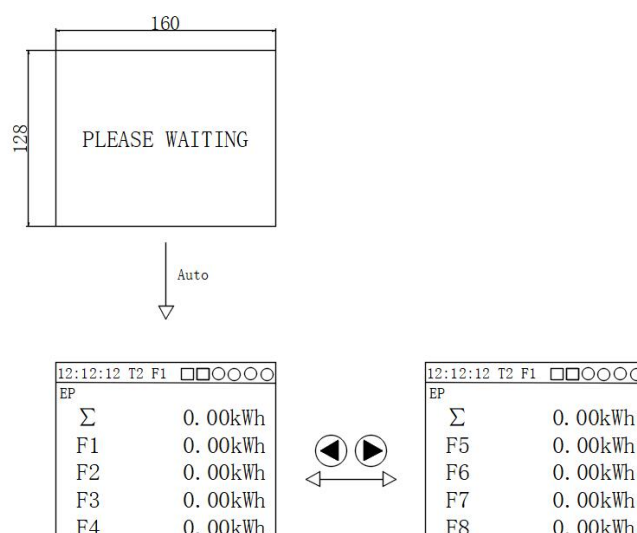 160
128
PLEASE WAITING
Auto
12:12:12 T2 F1
EP
Σ 0.00kWh
F1 0.00kWh
F2 0.00kWh
F3 0.00kWh
F4 0.00kWh
12:12:12 T2 F1
EP
Σ 0.00kWh
F5 0.00kWh
F6 0.00kWh
F7 0.00kWh
F8 0.00kWh